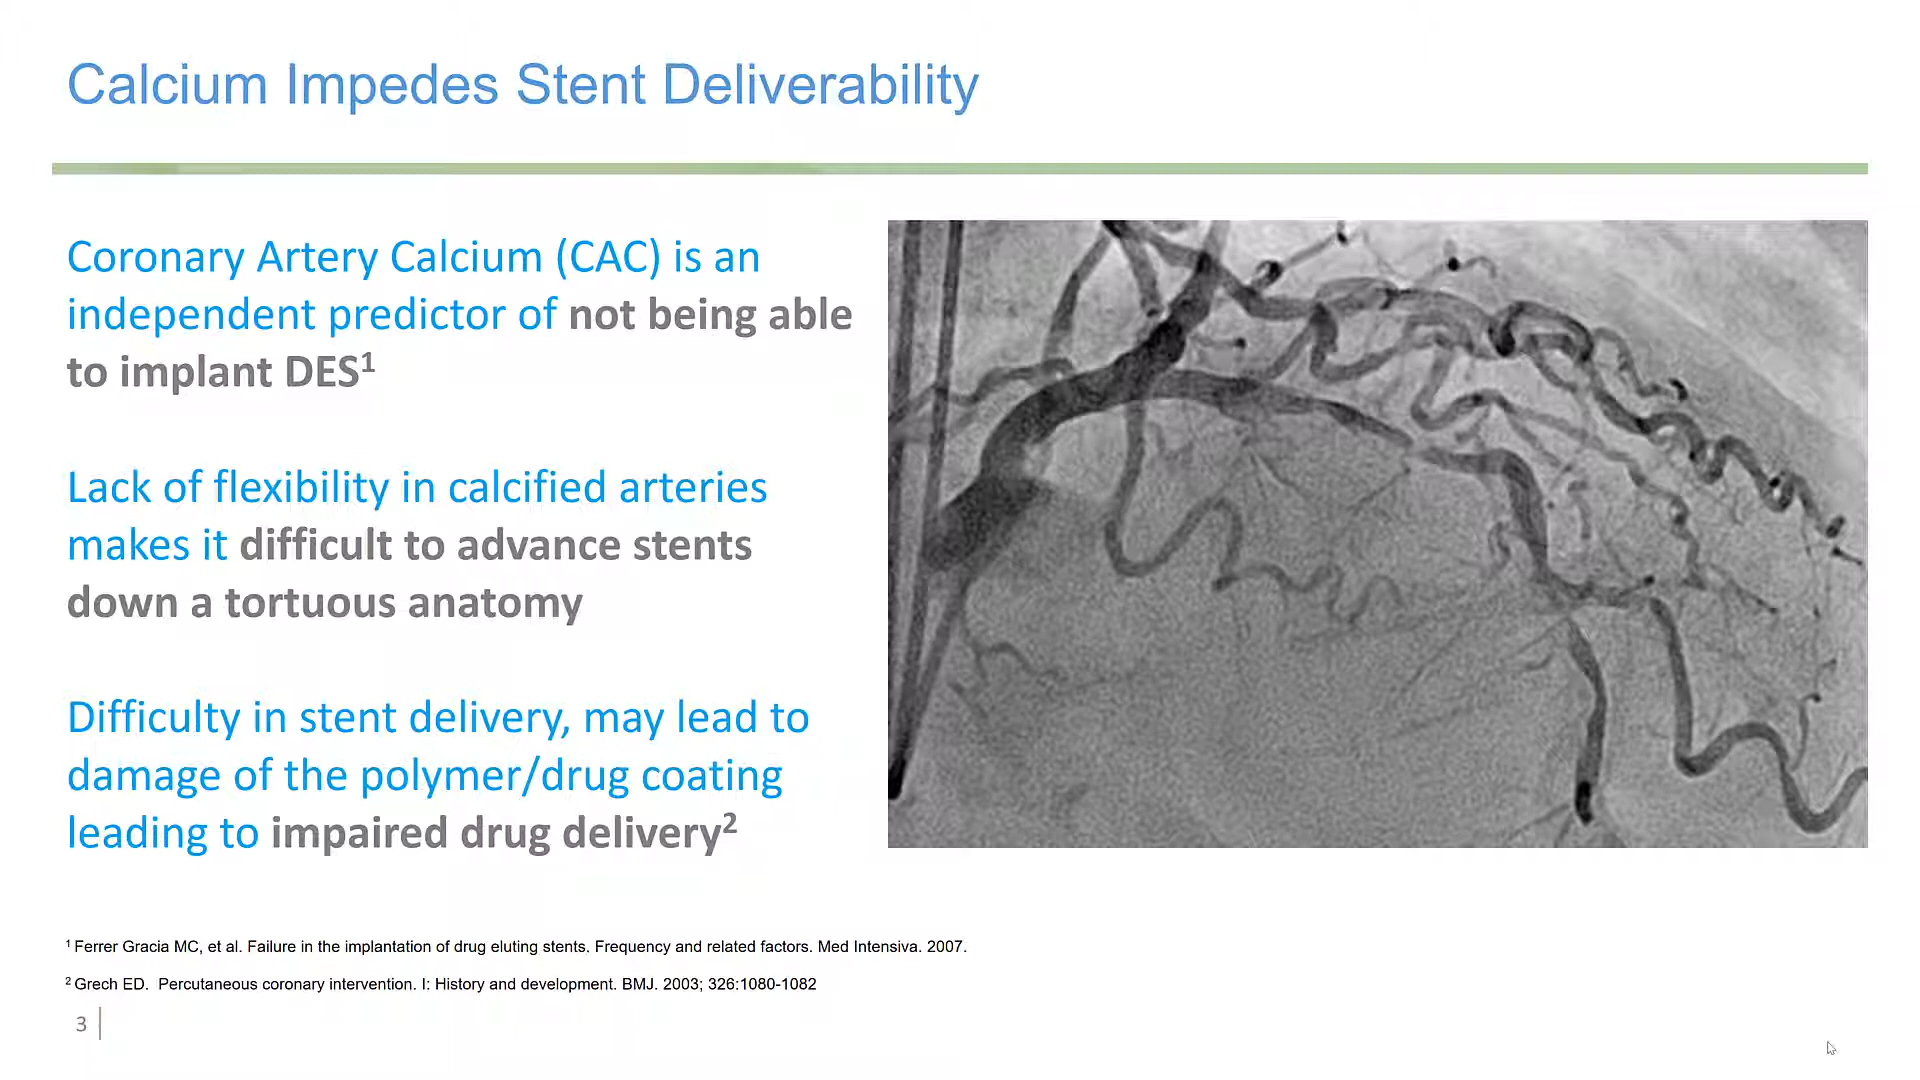 Calcium Impedes Stent Deliverability
Coronary Artery Calcium (CAC) is an
independent predictor of not being able
to implant DES¹
Lack of flexibility in calcified arteries
makes it difficult to advance stents
down a tortuous anatomy
Difficulty in stent delivery, may lead to
damage of the polymer/drug coating
leading to impaired drug delivery²
¹ Ferrer Gracia MC, et al. Failure in the implantation of drug eluting stents. Frequency and related factors. Med Intensiva. 2007.
² Grech ED.  Percutaneous coronary intervention. I: History and development. BMJ. 2003; 326:1080-1082
3